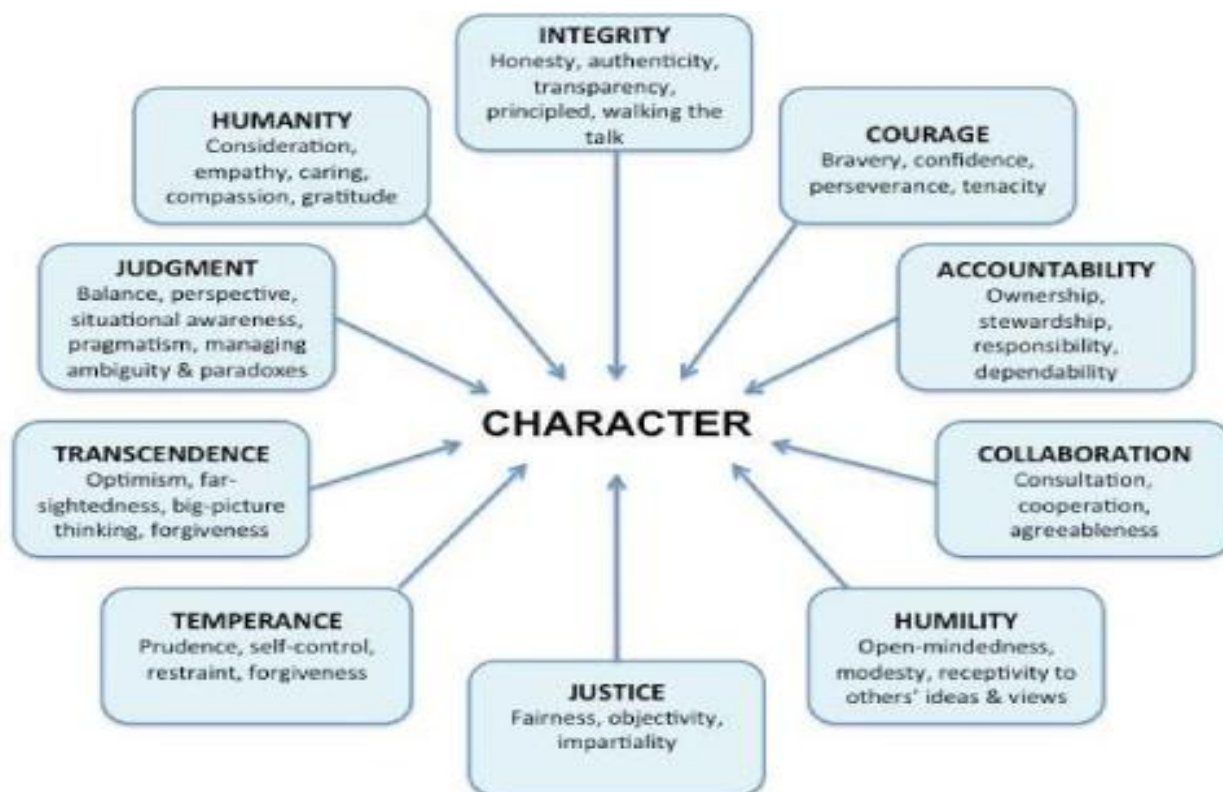 INTEGRITY
Honesty, authenticity,
transparency,
principled, walking the
talk
HUMANITY
Consideration,
empathy, caring,
compassion, gratitude
COURAGE
Bravery, confidence,
perseverance, tenacity
JUDGMENT
Balance, perspective,
situational awareness,
pragmatism, managing
ambiguity & paradoxes
ACCOUNTABILITY
Ownership,
stewardship,
responsibility,
dependability
CHARACTER
TRANSCENDENCE
Optimism, far-
sightedness, big-picture
thinking, forgiveness
COLLABORATION
Consultation,
cooperation,
agreeableness
TEMPERANCE
Prudence, self-control,
restraint, forgiveness
HUMILITY
Open-mindedness,
modesty, receptivity to
others' ideas & views
JUSTICE
Fairness, objectivity,
impartiality